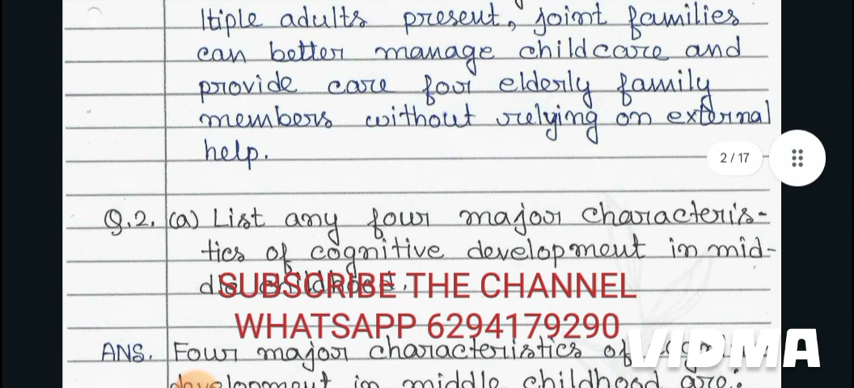 ltiple adults present, joint families
can better manage childcare and
provide care for elderly family
members without relying on external
help.
2/17
Q.2. (a) List any four major characteris-
tics of cognitive development in mid-
SUBSCRIBE THE CHANNEL
WHATSAPP 6294179290
VIDMA
ANS. Four major characteristics of
development in middle childhood are: